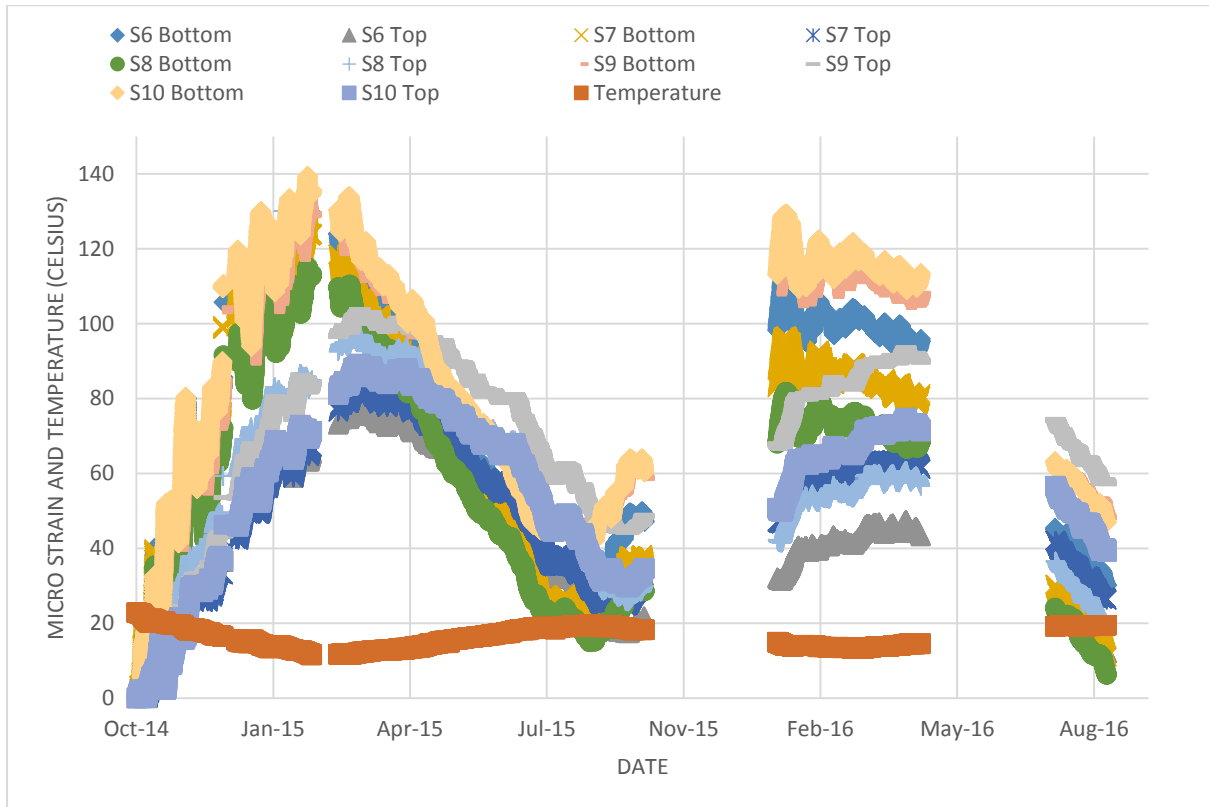 S6 Bottom S6 Top S7 Bottom S7 Top
S8 Bottom S8 Top S9 Bottom S9 Top
S10 Bottom S10 Top Temperature
MICRO STRAIN AND TEMPERATURE (CELSIUS)
140
120
100
80
60
40
20
0
Oct-14 Jan-15 Apr-15 Jul-15 Nov-15 Feb-16 May-16 Aug-16
DATE